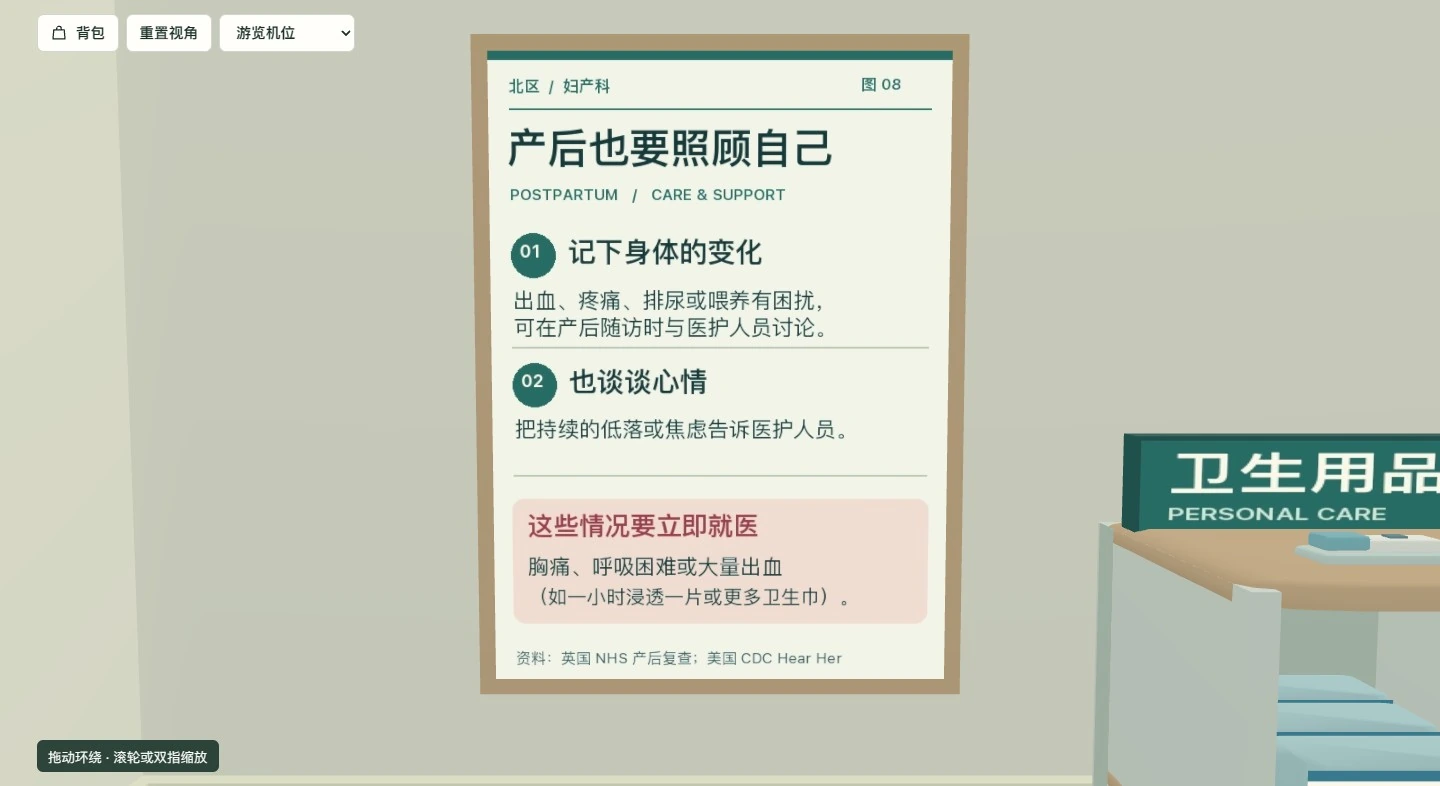 背包
重置视角
游览机位
北区 / 妇产科
图 08
产后也要照顾自己
POSTPARTUM / CARE & SUPPORT
01
记下身体的变化
出血、疼痛、排尿或喂养有困扰，
可在产后随访时与医护人员讨论。
02
也谈谈心情
把持续的低落或焦虑告诉医护人员。
这些情况要立即就医
胸痛、呼吸困难或大量出血
（如一小时浸透一片或更多卫生巾）。
资料：英国 NHS 产后复查；美国 CDC Hear Her
卫生用品
PERSONAL CARE
拖动环绕 · 滚轮或双指缩放